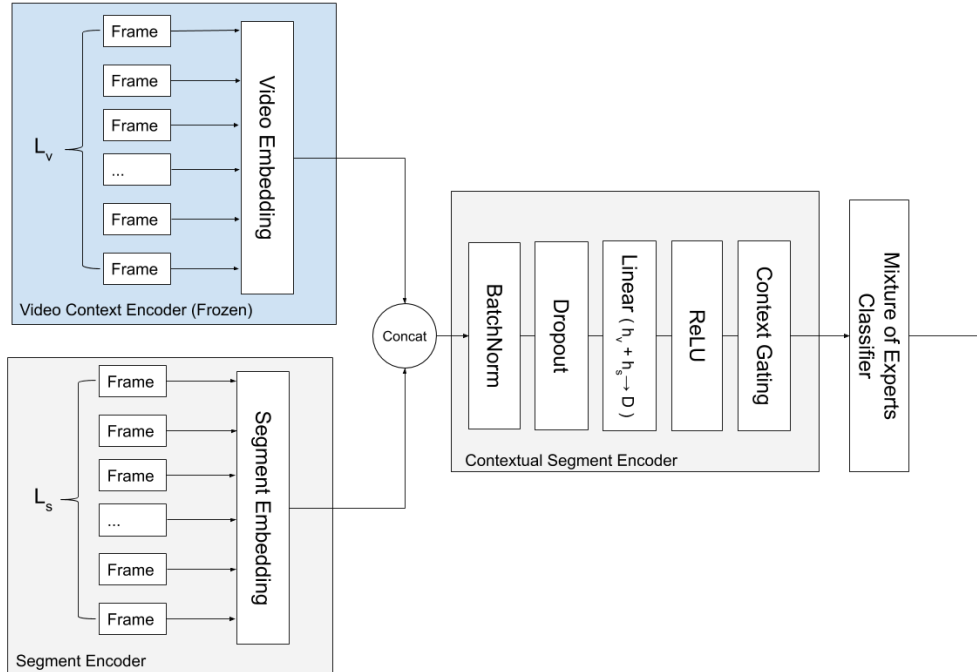 Frame
Frame
Frame
...
Frame
Frame
L_v
Video Embedding
Video Context Encoder (Frozen)
Frame
Frame
Frame
...
Frame
Frame
L_s
Segment Embedding
Segment Encoder
Concat
BatchNorm
Dropout
Linear ( h_v + h_s → D )
ReLU
Context Gating
Contextual Segment Encoder
Mixture of Experts
Classifier